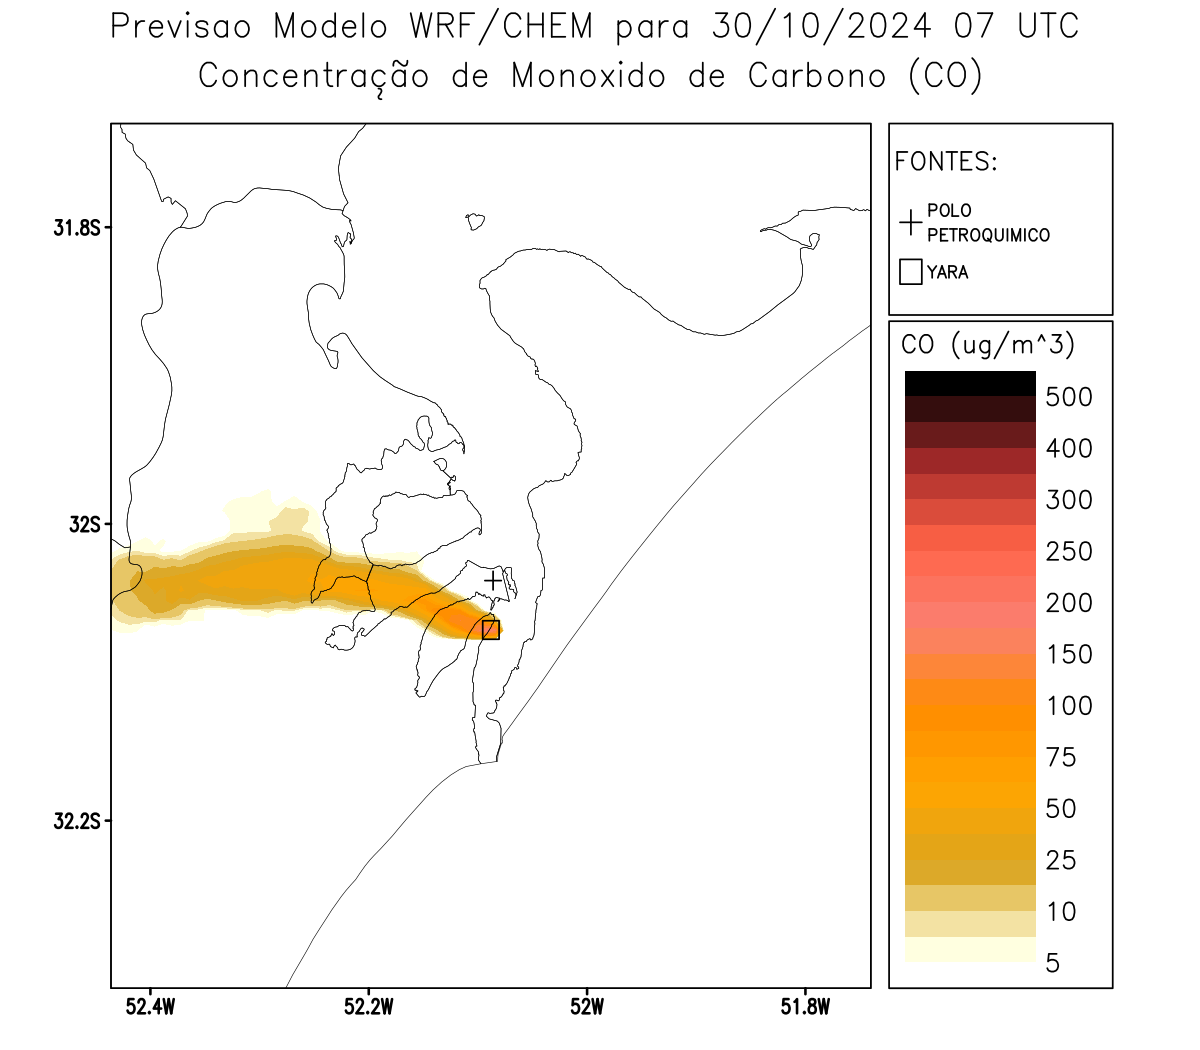 Previsao Modelo WRF/CHEM para 30/10/2024 07 UTC
Concentração de Monoxido de Carbono (CO)
FONTES:
POLO
PETROQUIMICO
YARA
CO (ug/m^3)
500
400
300
250
200
150
100
75
50
25
10
5
31.8S
32S
32.2S
52.4W 52.2W 52W 51.8W